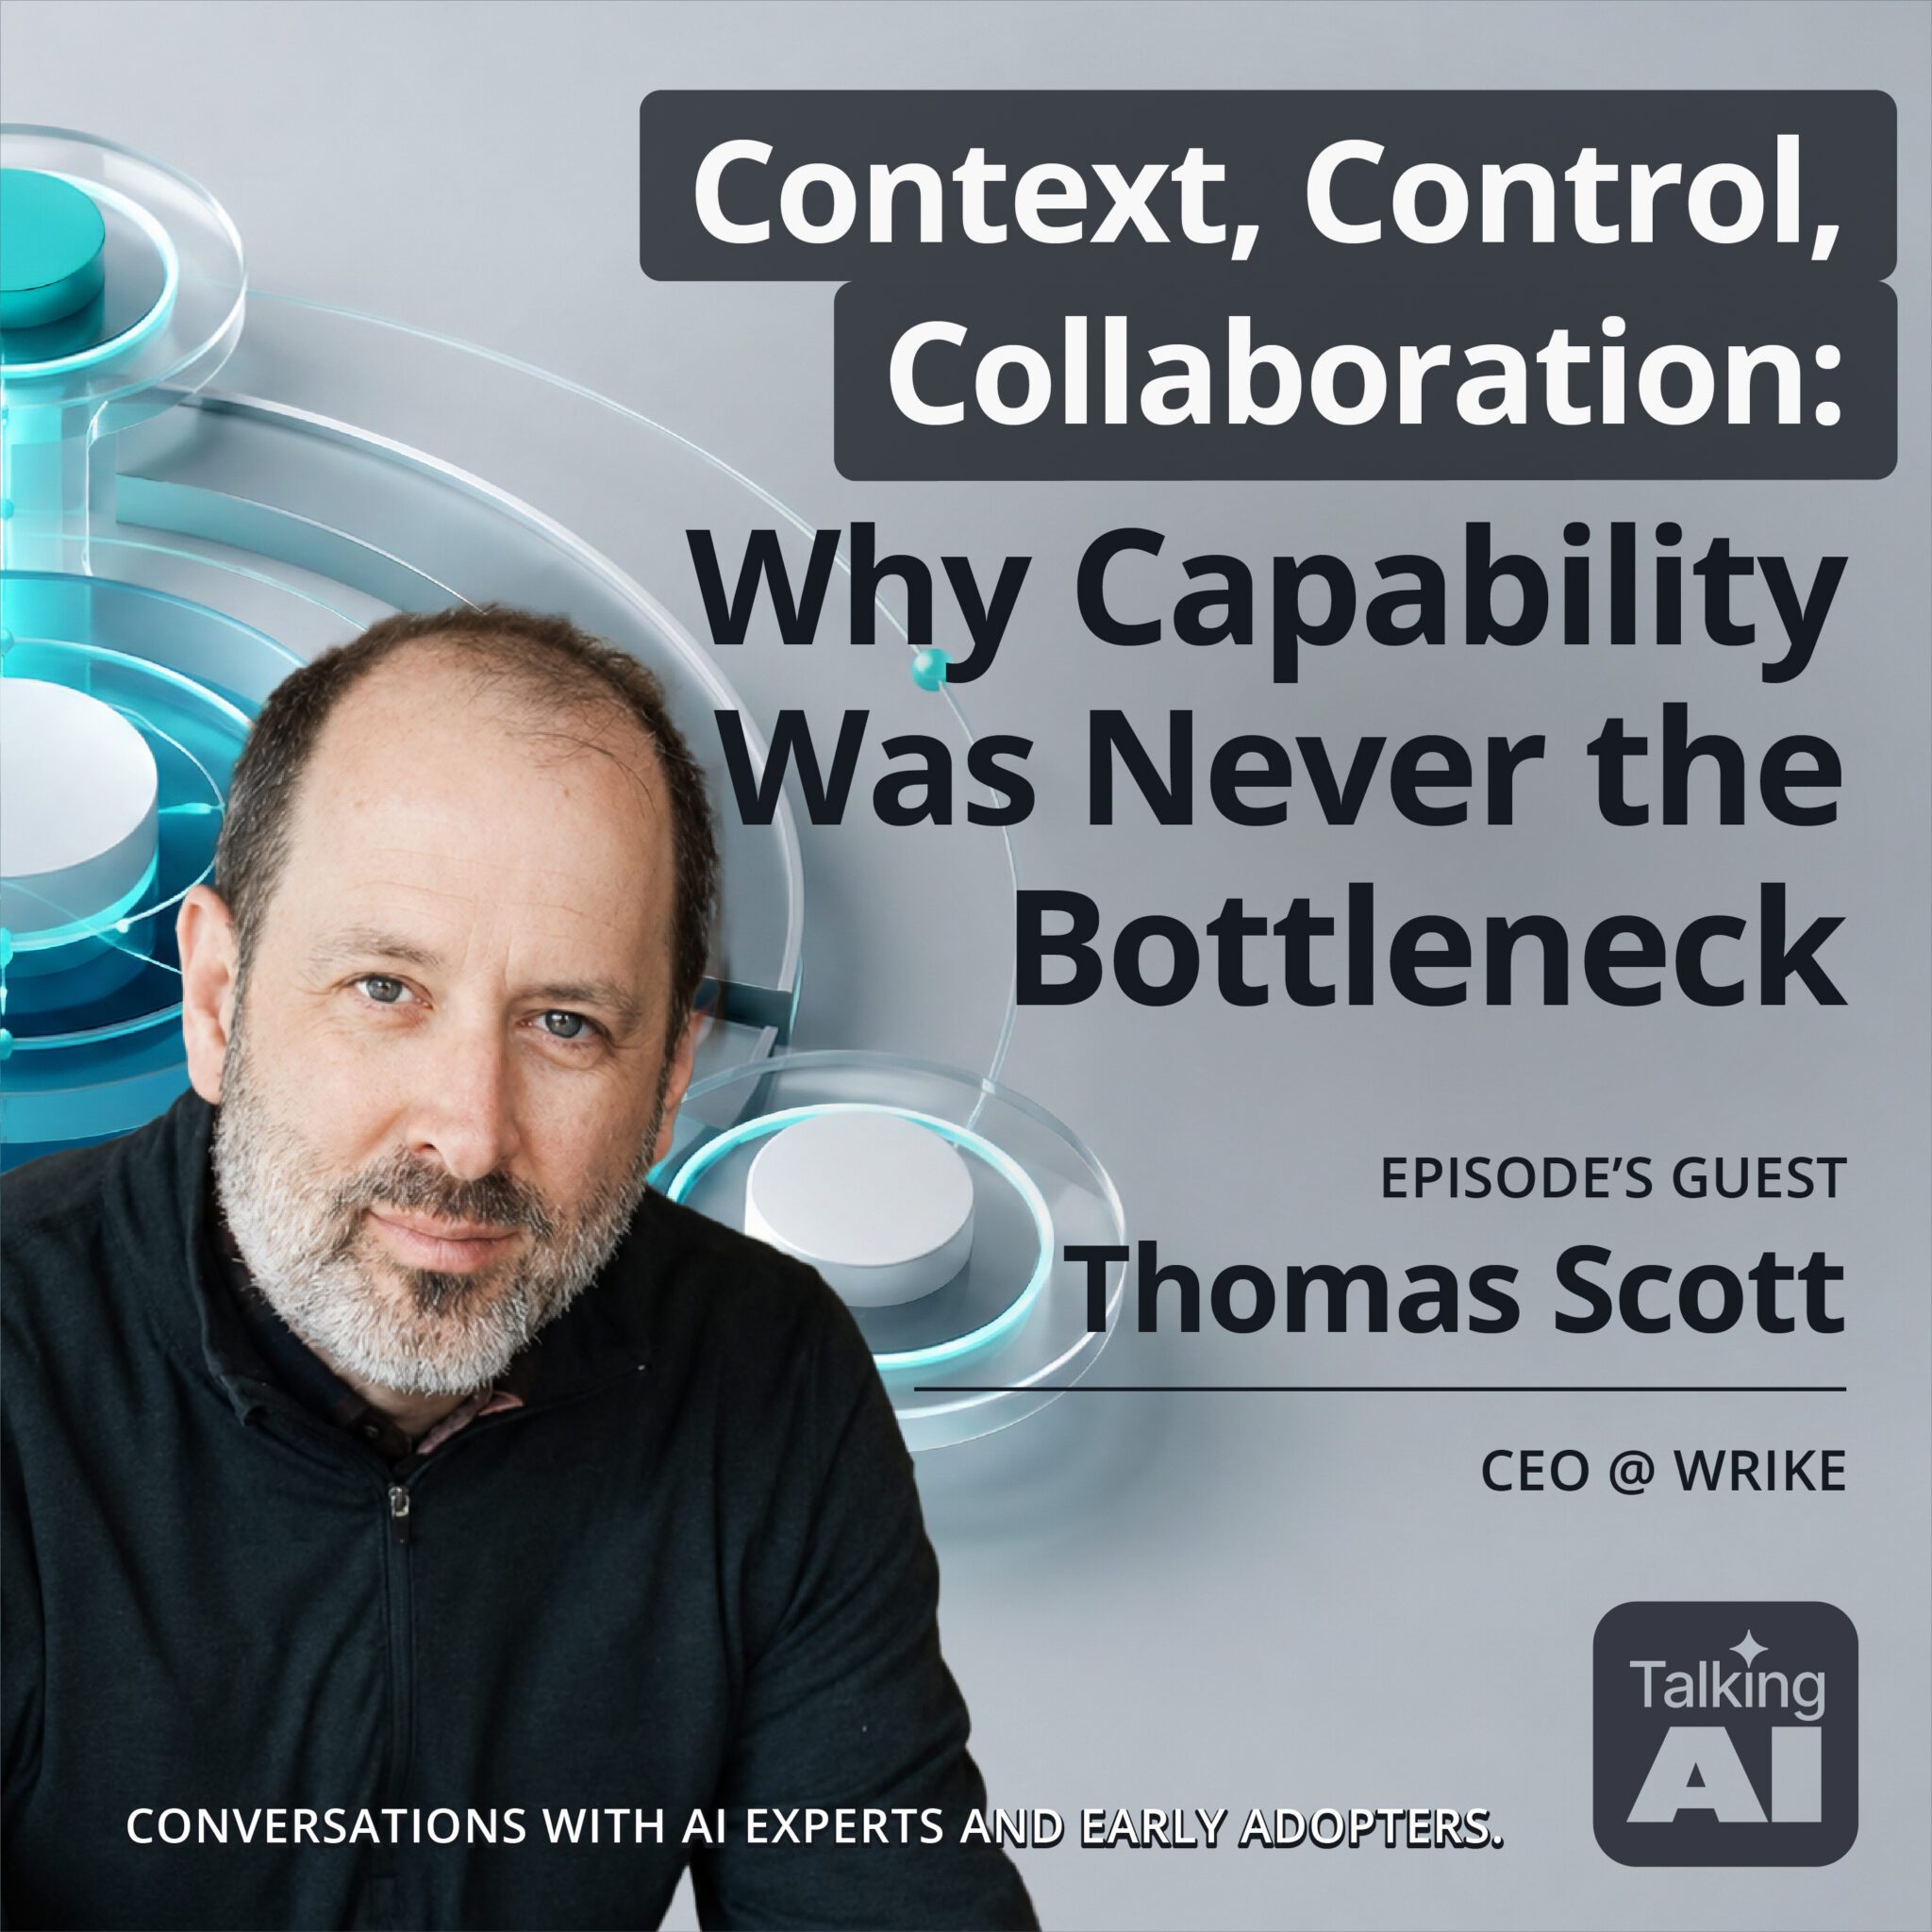 Context, Control,
Collaboration:
Why Capability
Was Never the
Bottleneck
EPISODE’S GUEST
Thomas Scott
CEO @ WRIKE
Talking
AI
CONVERSATIONS WITH AI EXPERTS AND EARLY ADOPTERS.